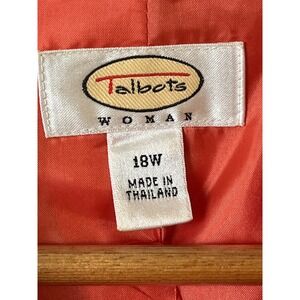 Talbots
WOMAN
18W
MADE IN
THAILAND